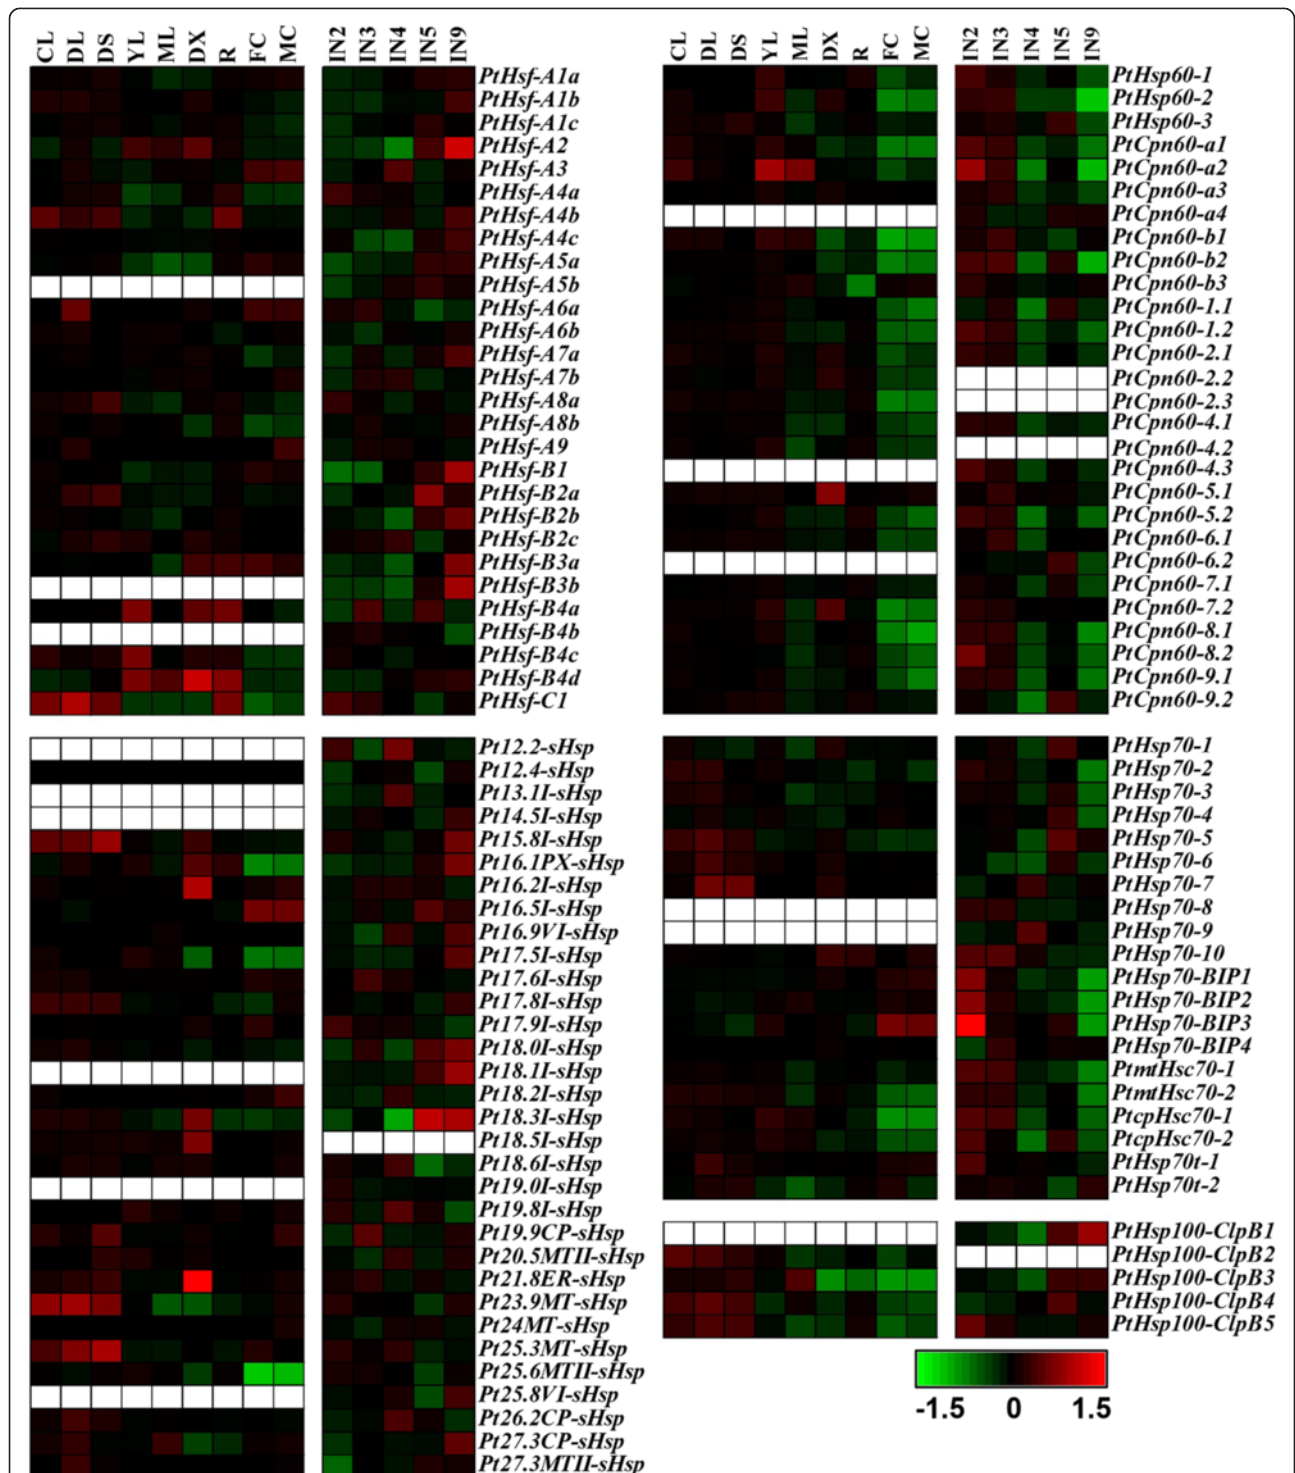 CL DL DS YL ML DX R FC MC IN2 IN3 IN4 IN5 IN9
PtHsf-A1a
PtHsf-A1b
PtHsf-A1c
PtHsf-A2
PtHsf-A3
PtHsf-A4a
PtHsf-A4b
PtHsf-A4c
PtHsf-A5a
PtHsf-A5b
PtHsf-A6a
PtHsf-A6b
PtHsf-A7a
PtHsf-A7b
PtHsf-A8a
PtHsf-A8b
PtHsf-A9
PtHsf-B1
PtHsf-B2a
PtHsf-B2b
PtHsf-B2c
PtHsf-B3a
PtHsf-B3b
PtHsf-B4a
PtHsf-B4b
PtHsf-B4c
PtHsf-B4d
PtHsf-C1
Pt12.2-sHsp
Pt12.4-sHsp
Pt13.1I-sHsp
Pt14.5I-sHsp
Pt15.8I-sHsp
Pt16.1PX-sHsp
Pt16.2I-sHsp
Pt16.5I-sHsp
Pt16.9VI-sHsp
Pt17.5I-sHsp
Pt17.6I-sHsp
Pt17.8I-sHsp
Pt17.9I-sHsp
Pt18.0I-sHsp
Pt18.1I-sHsp
Pt18.2I-sHsp
Pt18.3I-sHsp
Pt18.5I-sHsp
Pt18.6I-sHsp
Pt19.0I-sHsp
Pt19.8I-sHsp
Pt19.9CP-sHsp
Pt20.5MTII-sHsp
Pt21.8ER-sHsp
Pt23.9MT-sHsp
Pt24MT-sHsp
Pt25.3MT-sHsp
Pt25.6MTII-sHsp
Pt25.8VI-sHsp
Pt26.2CP-sHsp
Pt27.3CP-sHsp
Pt27.3MTII-sHsp
CL DL DS YL ML DX R FC MC IN2 IN3 IN4 IN5 IN9
PtHsp60-1
PtHsp60-2
PtHsp60-3
PtCpn60-a1
PtCpn60-a2
PtCpn60-a3
PtCpn60-a4
PtCpn60-b1
PtCpn60-b2
PtCpn60-b3
PtCpn60-1.1
PtCpn60-1.2
PtCpn60-2.1
PtCpn60-2.2
PtCpn60-2.3
PtCpn60-4.1
PtCpn60-4.2
PtCpn60-4.3
PtCpn60-5.1
PtCpn60-5.2
PtCpn60-6.1
PtCpn60-6.2
PtCpn60-7.1
PtCpn60-7.2
PtCpn60-8.1
PtCpn60-8.2
PtCpn60-9.1
PtCpn60-9.2
PtHsp70-1
PtHsp70-2
PtHsp70-3
PtHsp70-4
PtHsp70-5
PtHsp70-6
PtHsp70-7
PtHsp70-8
PtHsp70-9
PtHsp70-10
PtHsp70-BIP1
PtHsp70-BIP2
PtHsp70-BIP3
PtHsp70-BIP4
PtmtHsc70-1
PtmtHsc70-2
PtcpHsc70-1
PtcpHsc70-2
PtHsp70t-1
PtHsp70t-2
PtHsp100-ClpB1
PtHsp100-ClpB2
PtHsp100-ClpB3
PtHsp100-ClpB4
PtHsp100-ClpB5
-1.5 0 1.5